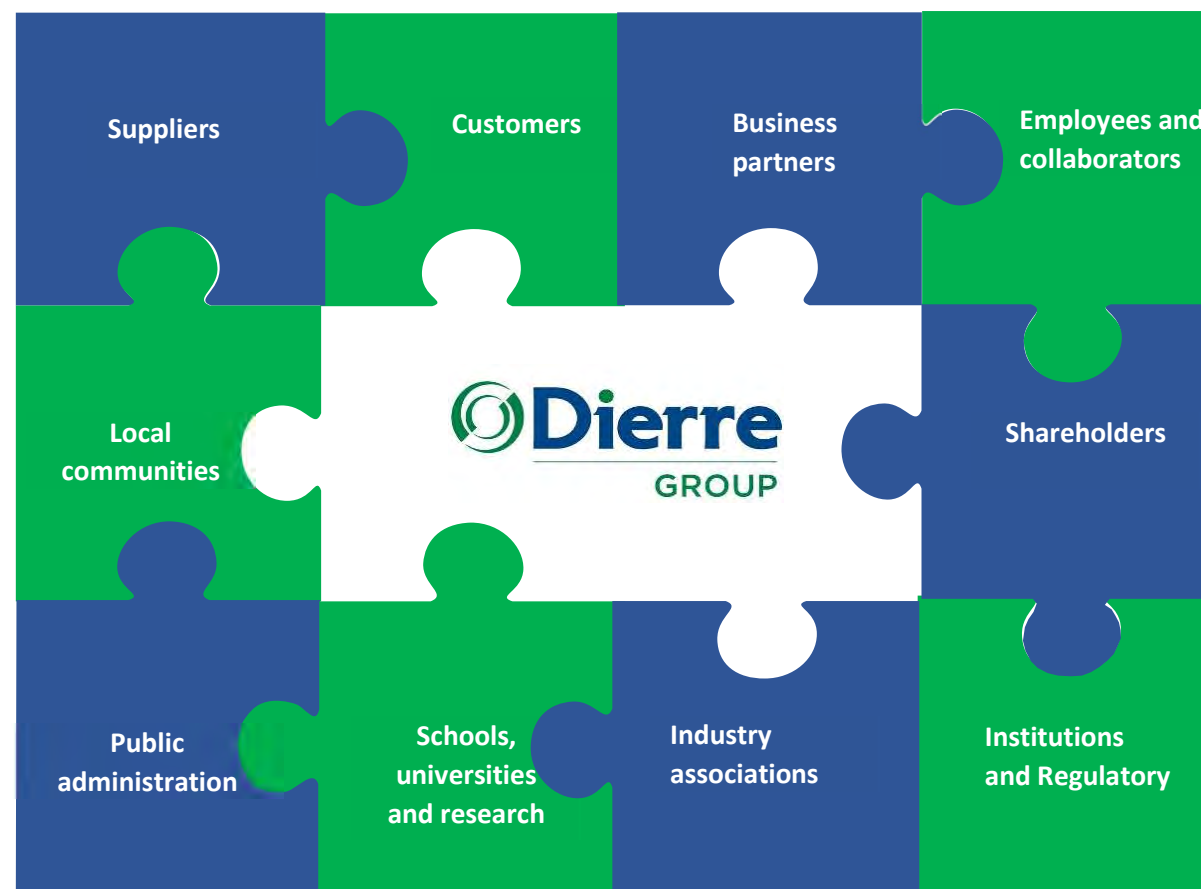 Suppliers
Customers
Business
partners
Employees and
collaborators
Local
communities
Dierre
GROUP
Shareholders
Public
administration
Schools,
universities
and research
Industry
associations
Institutions
and Regulatory